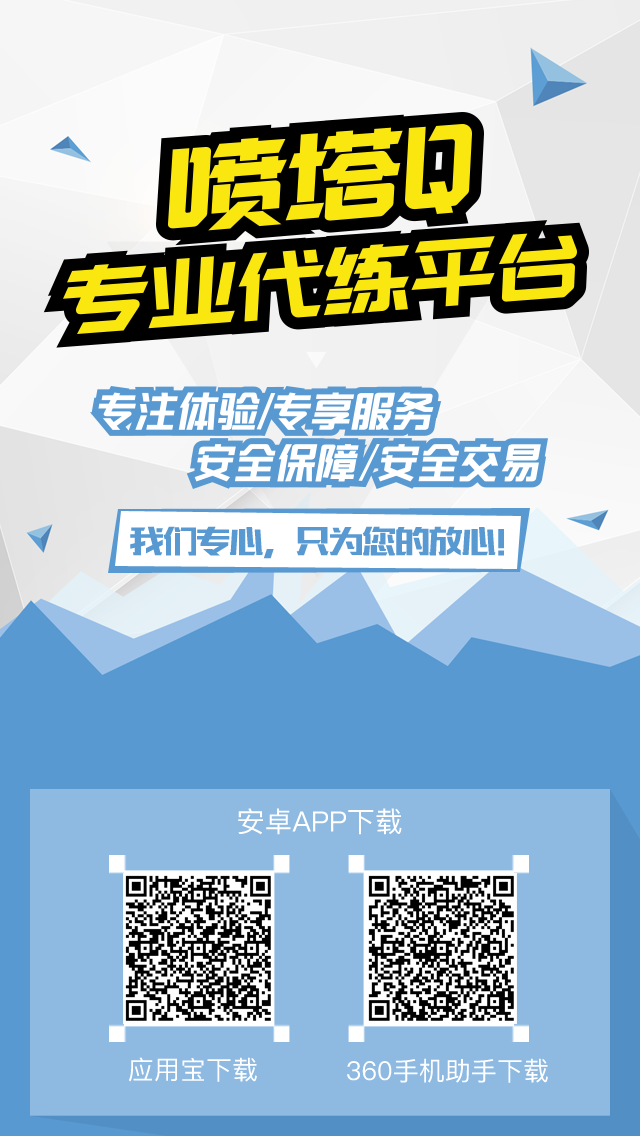 喷塔Q
专业代练平台
专注体验/专享服务
安全保障/安全交易
我们专心，只为您的放心!
安卓APP下载
应用宝下载
360手机助手下载